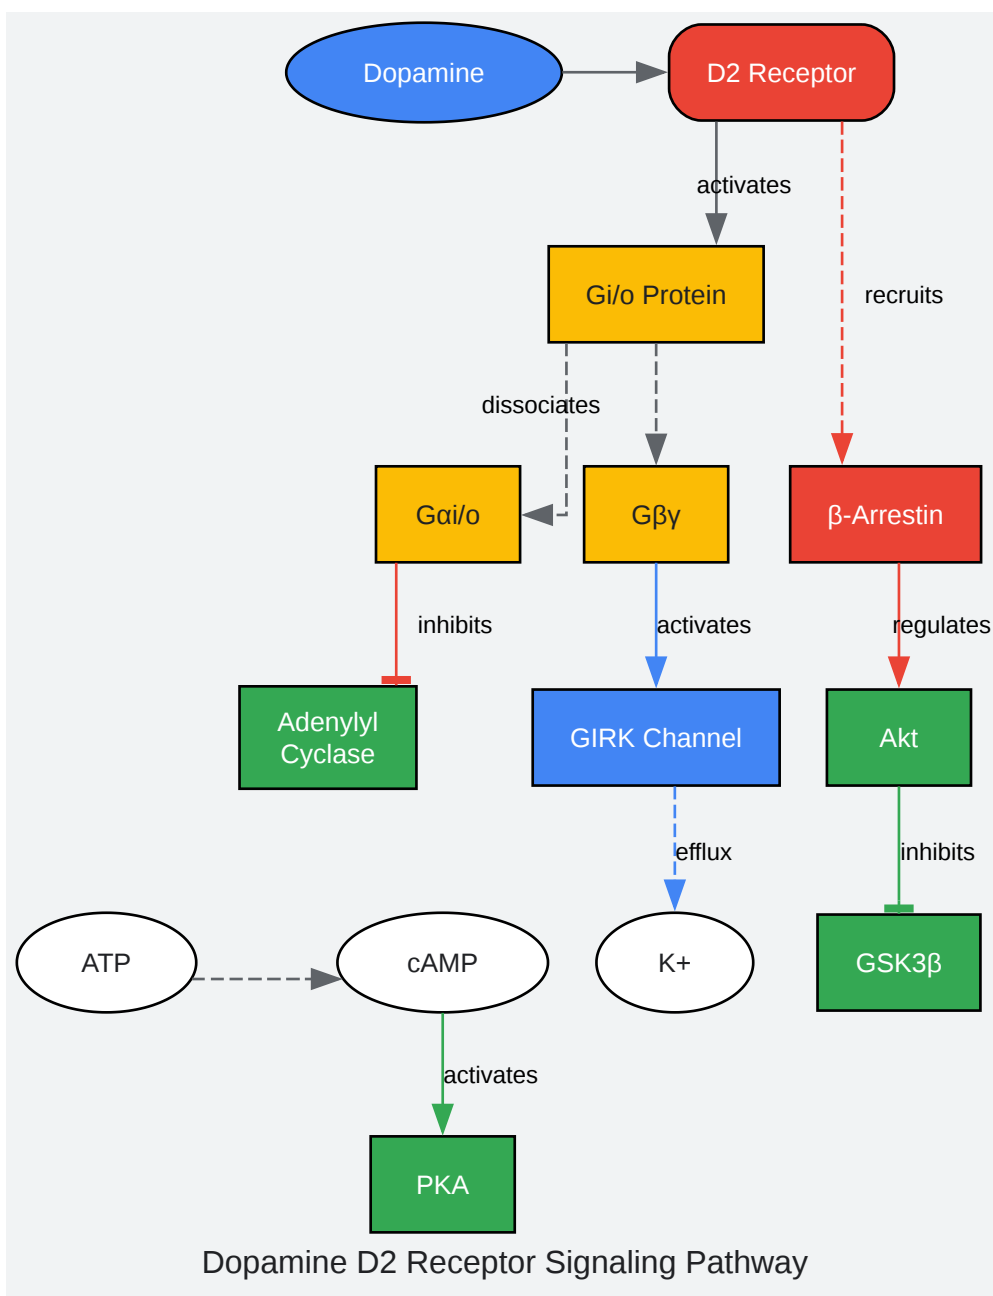 Dopamine
D2 Receptor
activates
Gi/o Protein
recruits
dissociates
Gαi/o
Gβγ
β-Arrestin
inhibits
activates
regulates
Adenylyl
Cyclase
GIRK Channel
Akt
efflux
inhibits
ATP
cAMP
K+
GSK3β
activates
PKA
Dopamine D2 Receptor Signaling Pathway